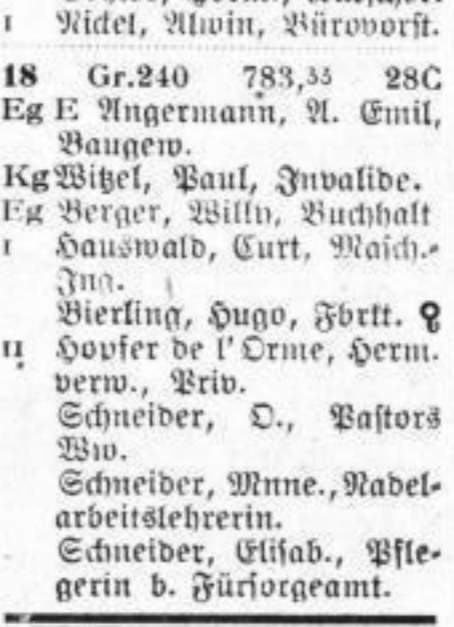 I Nickel, Alwin, Bürovorst.
18 Gr.240 783,55 28C
Eg E Angermann, A. Emil,
Baugew.
Kg Witzel, Paul, Invalide.
Eg Berger, Willy, Buchhalt
I Hauswald, Curt, Masch.-
Ing.
Bierling, Hugo, Fbrkt.
II Hopfer de l'Orme, Herm.
verw., Priv.
Schneider, O., Pastors
Ww.
Schneider, Mnne., Nadel-
arbeitslehrerin.
Schneider, Elisab., Pfle-
gerin b. Fürsorgeamt.